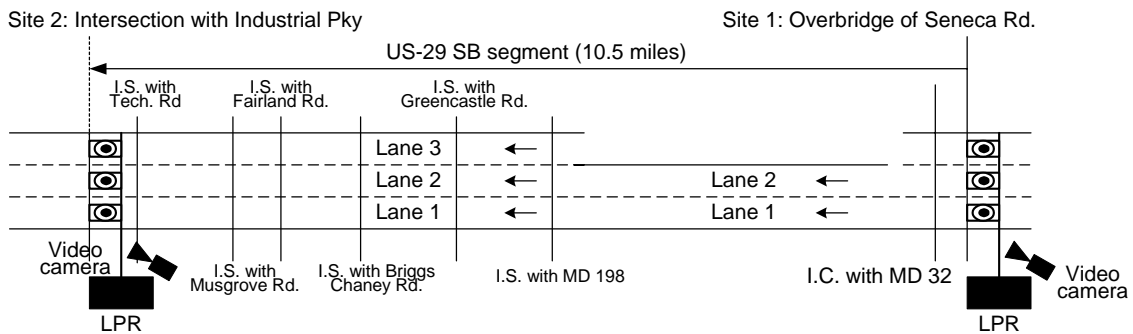 Site 2: Intersection with Industrial Pky
Site 1: Overbridge of Seneca Rd.
US-29 SB segment (10.5 miles)
I.S. with
Tech. Rd
I.S. with
Fairland Rd.
I.S. with
Greencastle Rd.
Lane 3
Lane 2
Lane 1
Lane 2
Lane 1
Video
camera
I.S. with
Musgrove Rd.
I.S. with Briggs
Chaney Rd.
I.S. with MD 198
I.C. with MD 32
Video
camera
LPR
LPR